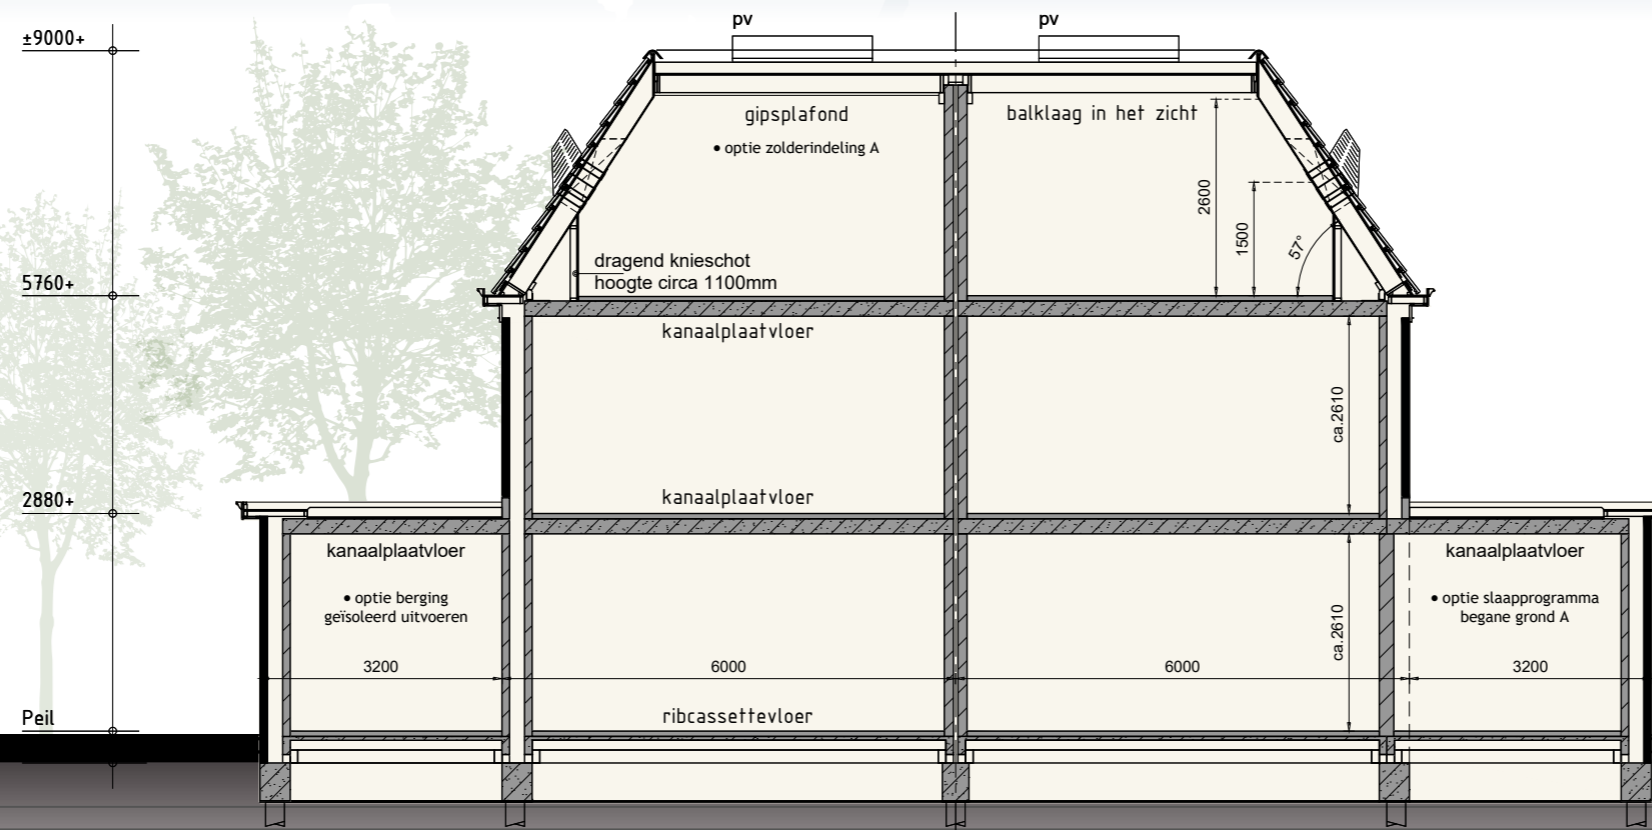 pv
pv
±9000+
gipsplafond
balklaag in het zicht
• optie zolderindeling A
2600
1500
57°
dragend knieschot
hoogte circa 1100mm
5760+
kanaalplaatvloer
ca.2610
kanaalplaatvloer
2880+
kanaalplaatvloer
kanaalplaatvloer
• optie berging
geïsoleerd uitvoeren
• optie slaapprogramma
begane grond A
ca.2610
3200
6000
6000
3200
Peil
ribcassettevloer